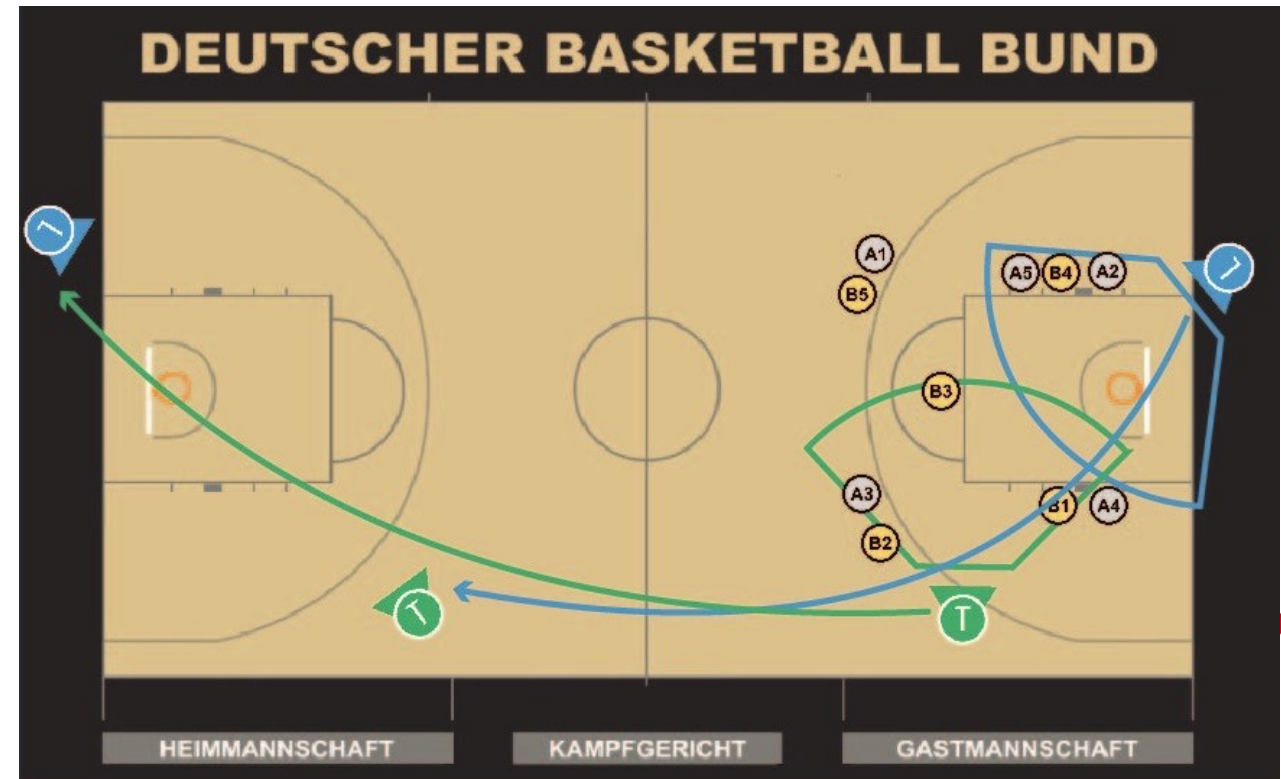 DEUTSCHER BASKETBALL BUND
A1
A5 B4 A2
B5
B3
A3
B1 A4
B2
T T
HEIMMANNSCHAFT KAMPFGERICHT GASTMANNSCHAFT